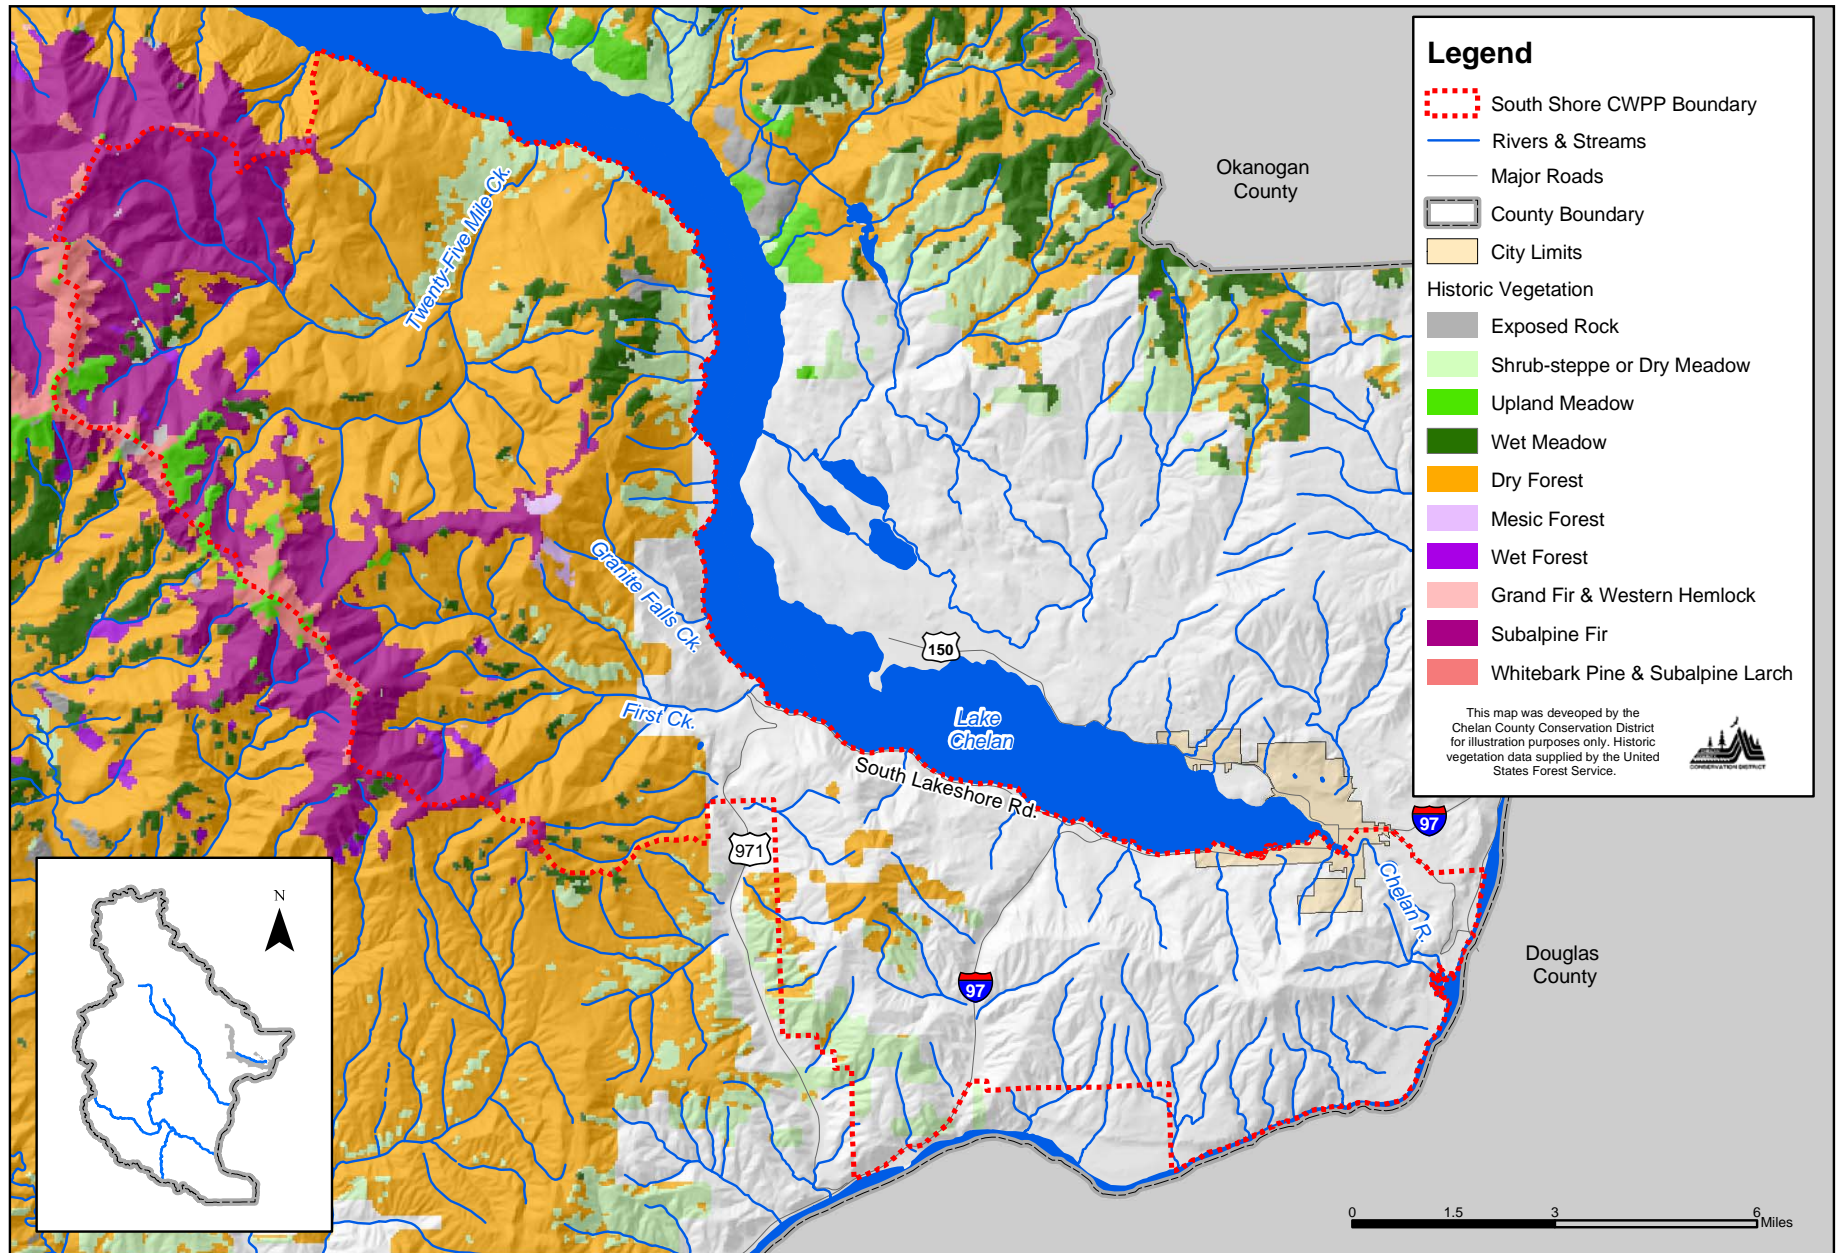 Legend
South Shore CWPP Boundary
Rivers & Streams
Major Roads
County Boundary
City Limits
Historic Vegetation
Exposed Rock
Shrub-steppe or Dry Meadow
Upland Meadow
Wet Meadow
Dry Forest
Mesic Forest
Wet Forest
Grand Fir & Western Hemlock
Subalpine Fir
Whitebark Pine & Subalpine Larch
This map was deveoped by the
Chelan County Conservation District
for illustration purposes only. Historic
vegetation data supplied by the United
States Forest Service.
CONSERVATION DISTRICT
Okanogan
County
Twenty-Five Mile Ck.
Granite Falls Ck.
First Ck.
150
Lake
Chelan
South Lakeshore Rd.
97
971
Chelan R.
97
Douglas
County
N
0 1.5 3 6
Miles